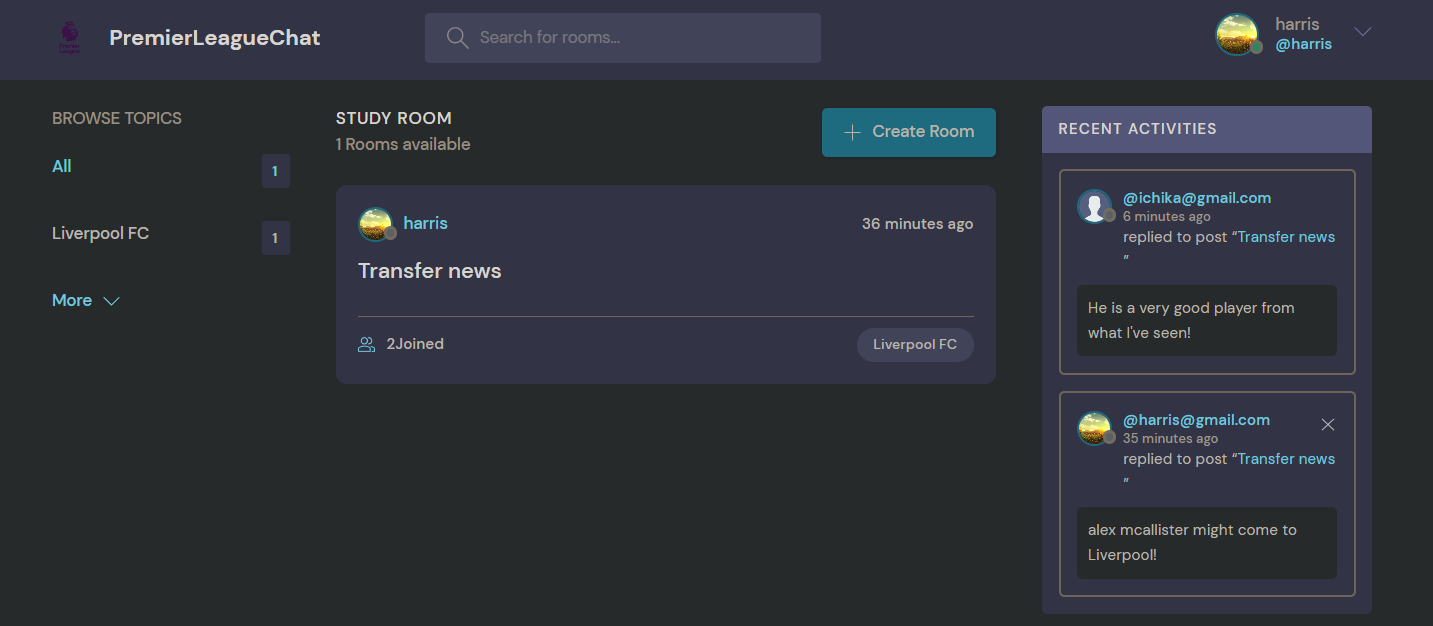 Premier
League
PremierLeagueChat
Search for rooms...
harris
@harris
BROWSE TOPICS
All
1
Liverpool FC
1
More
STUDY ROOM
1 Rooms available
Create Room
harris
36 minutes ago
Transfer news
2Joined
Liverpool FC
RECENT ACTIVITIES
@ichika@gmail.com
6 minutes ago
replied to post “Transfer news
”
He is a very good player from
what I've seen!
@harris@gmail.com
35 minutes ago
replied to post “Transfer news
”
alex mcallister might come to
Liverpool!